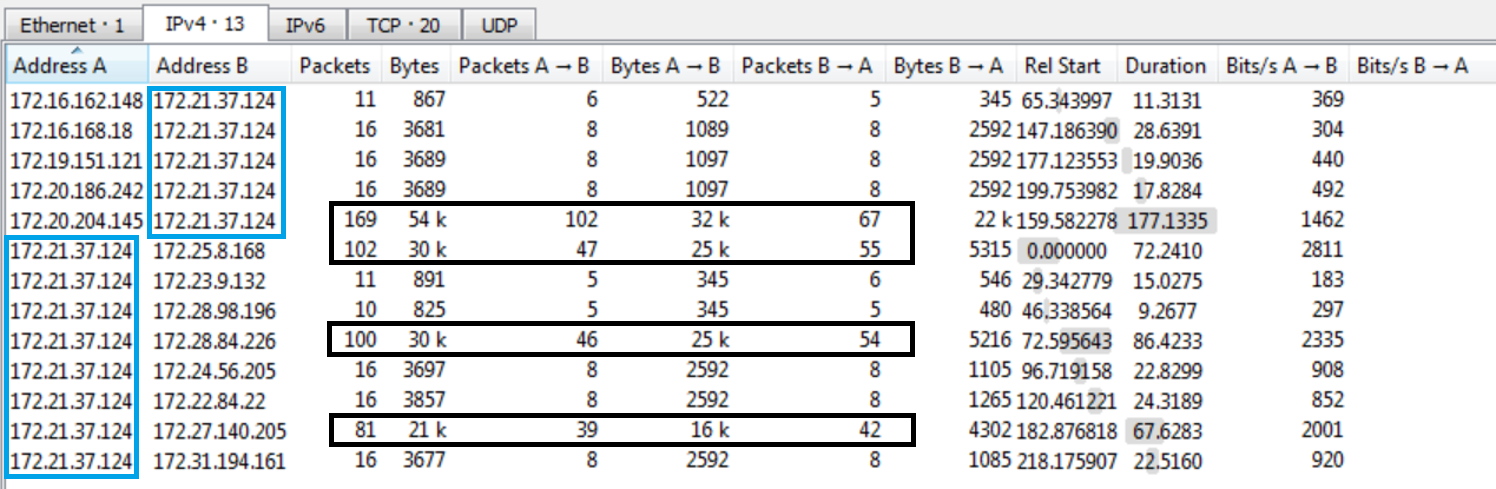 Ethernet · 1 IPv4 · 13 IPv6 TCP · 20 UDP
Address A Address B Packets Bytes Packets A → B Bytes A → B Packets B → A Bytes B → A Rel Start Duration Bits/s A → B Bits/s B → A
172.16.162.148 172.21.37.124 11 867 6 522 5 345 65.343997 11.3131 369
172.16.168.18 172.21.37.124 16 3681 8 1089 8 2592 147.186390 28.6391 304
172.19.151.121 172.21.37.124 16 3689 8 1097 8 2592 177.123553 19.9036 440
172.20.186.242 172.21.37.124 16 3689 8 1097 8 2592 199.753982 17.8284 492
172.20.204.145 172.21.37.124 169 54 k 102 32 k 67 22 k 159.582278 177.1335 1462
172.21.37.124 172.25.8.168 102 30 k 47 25 k 55 5315 0.000000 72.2410 2811
172.21.37.124 172.23.9.132 11 891 5 345 6 546 29.342779 15.0275 183
172.21.37.124 172.28.98.196 10 825 5 345 5 480 46.338564 9.2677 297
172.21.37.124 172.28.84.226 100 30 k 46 25 k 54 5216 72.595643 86.4233 2335
172.21.37.124 172.24.56.205 16 3697 8 2592 8 1105 96.719158 22.8299 908
172.21.37.124 172.22.84.22 16 3857 8 2592 8 1265 120.461221 24.3189 852
172.21.37.124 172.27.140.205 81 21 k 39 16 k 42 4302 182.876818 67.6283 2001
172.21.37.124 172.31.194.161 16 3677 8 2592 8 1085 218.175907 22.5160 920